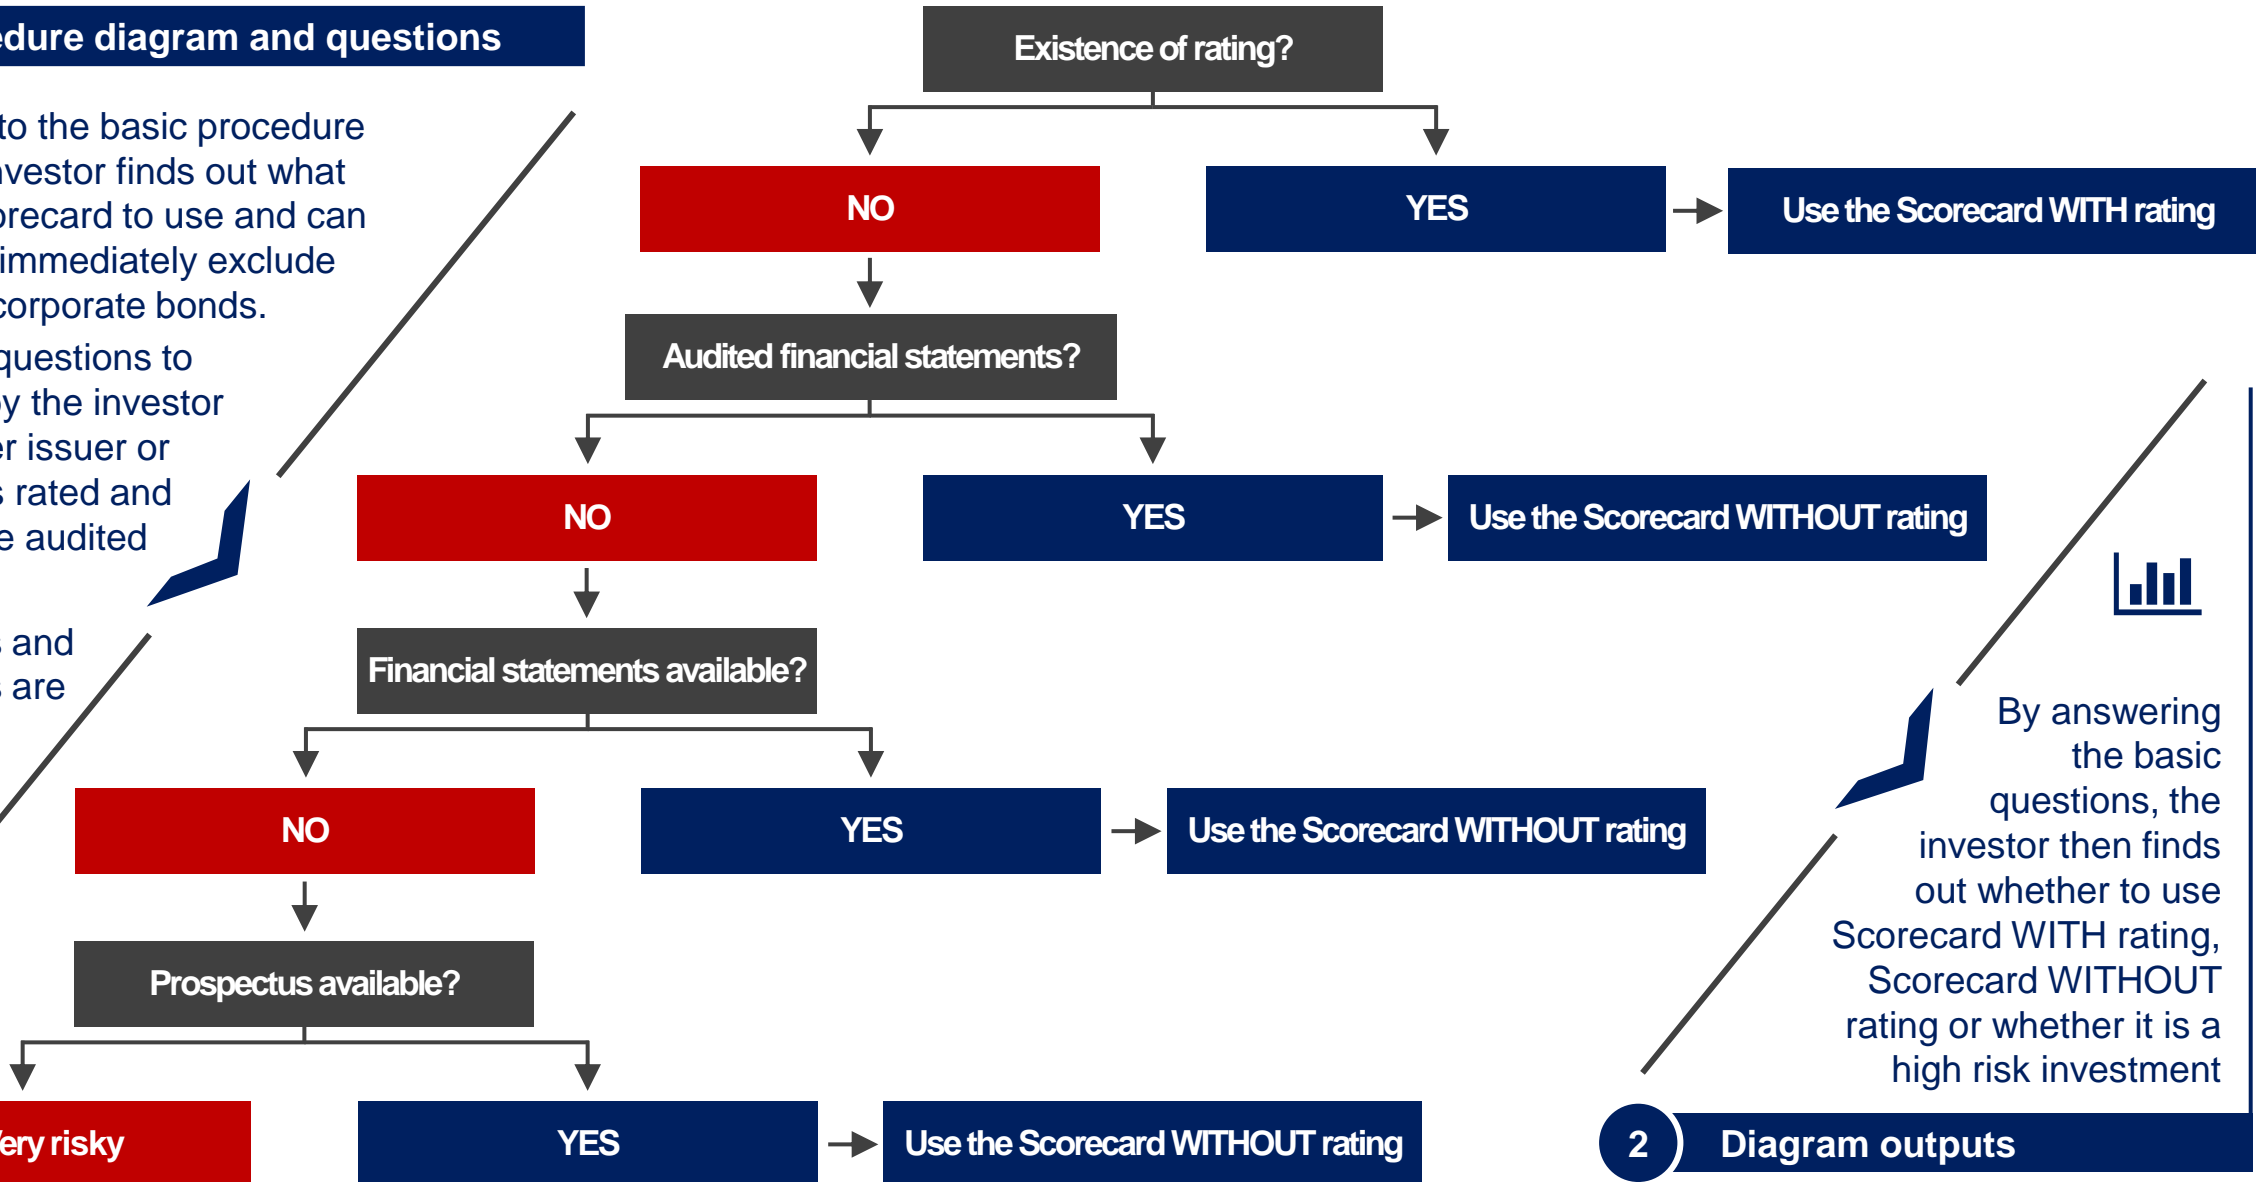 edure diagram and questions
to the basic procedure
nvestor finds out what
orecard to use and can
immediately exclude
corporate bonds.
questions to
by the investor
er issuer or
s rated and
e audited
s and
s are
Existence of rating?
NO
YES
Use the Scorecard WITH rating
Audited financial statements?
NO
YES
Use the Scorecard WITHOUT rating
Financial statements available?
NO
YES
Use the Scorecard WITHOUT rating
Prospectus available?
Very risky
YES
Use the Scorecard WITHOUT rating
By answering
the basic
questions, the
investor then finds
out whether to use
Scorecard WITH rating,
Scorecard WITHOUT
rating or whether it is a
high risk investment
2 Diagram outputs